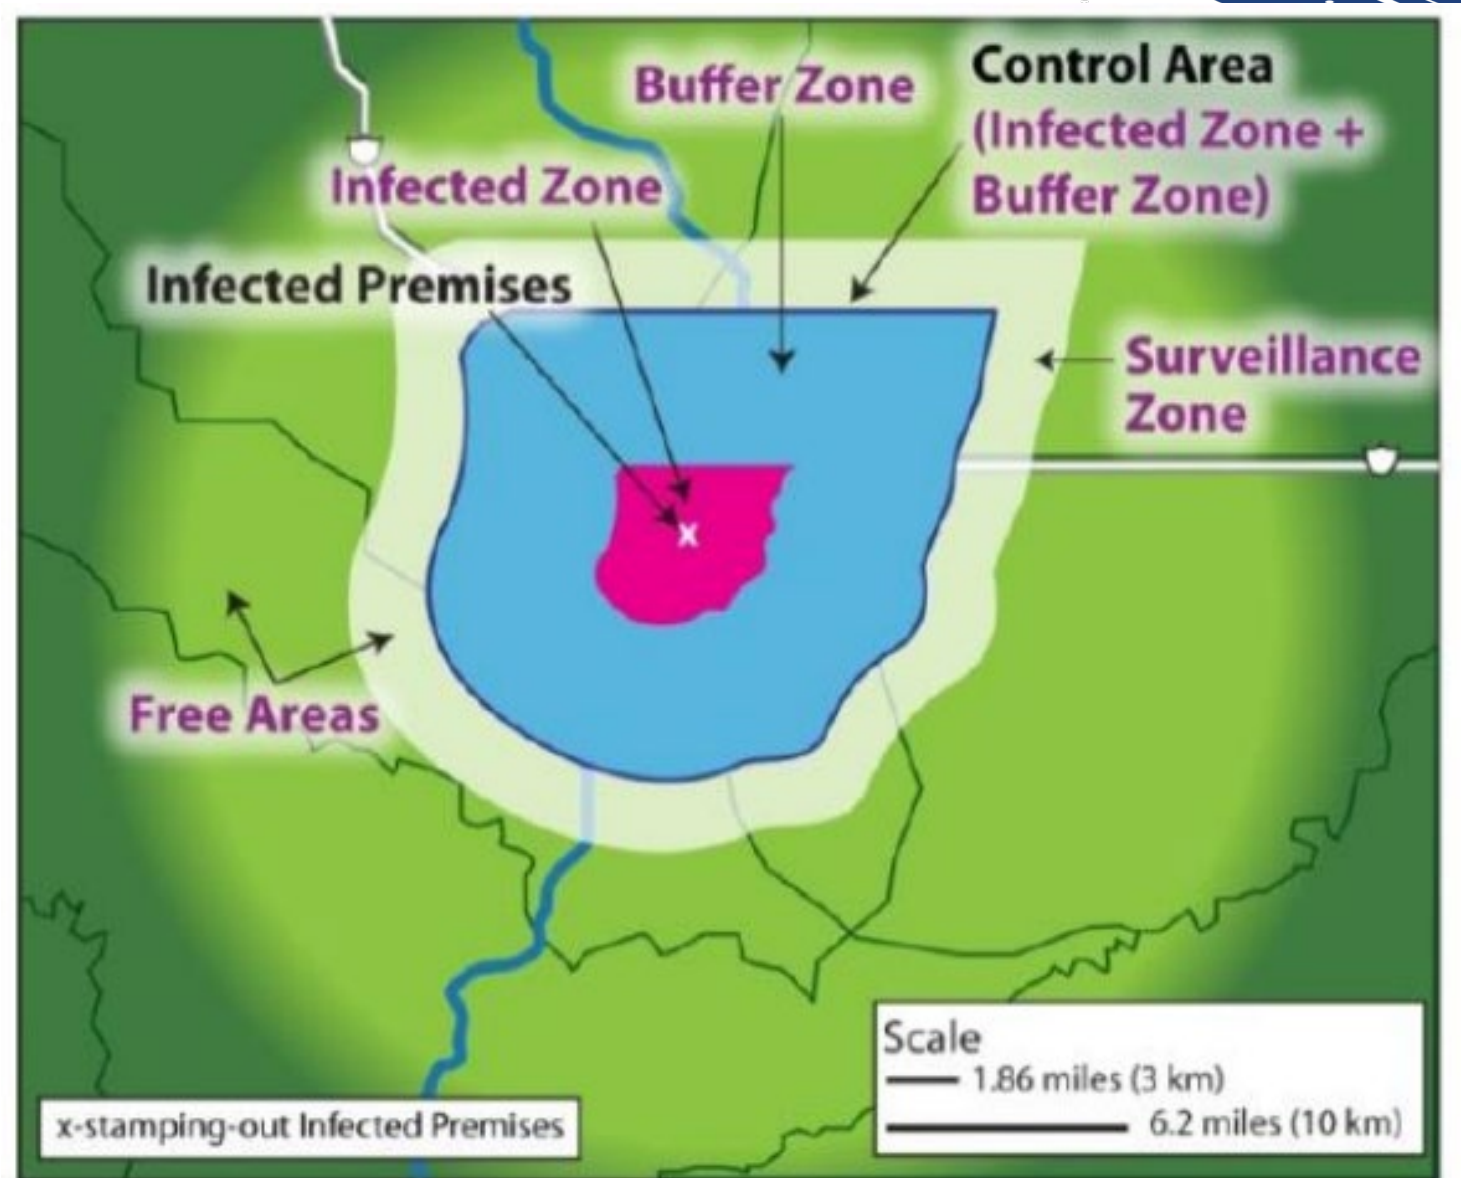 Buffer Zone
Control Area
(Infected Zone +
Buffer Zone)
Infected Zone
Infected Premises
Surveillance
Zone
x
Free Areas
Scale
1.86 miles (3 km)
6.2 miles (10 km)
x-stamping-out Infected Premises